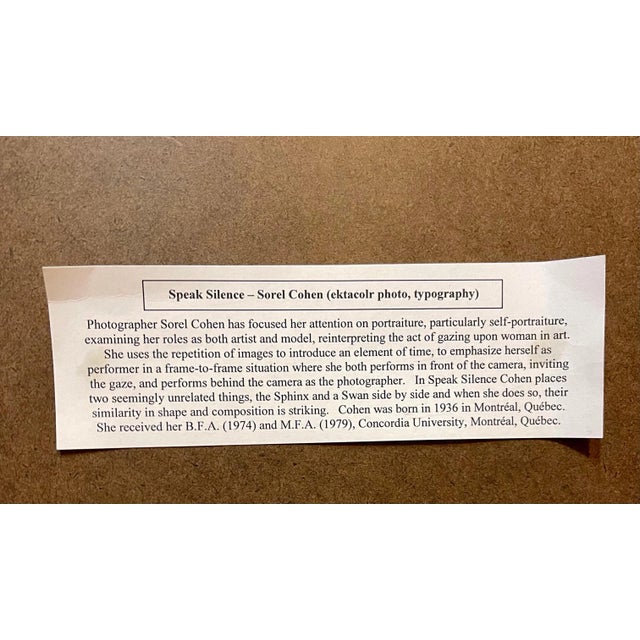 Speak Silence – Sorel Cohen (ektacolr photo, typography)
Photographer Sorel Cohen has focused her attention on portraiture, particularly self-portraiture,
examining her roles as both artist and model, reinterpreting the act of gazing upon woman in art.
She uses the repetition of images to introduce an element of time, to emphasize herself as
performer in a frame-to-frame situation where she both performs in front of the camera, inviting
the gaze, and performs behind the camera as the photographer. In Speak Silence Cohen places
two seemingly unrelated things, the Sphinx and a Swan side by side and when she does so, their
similarity in shape and composition is striking. Cohen was born in 1936 in Montréal, Québec.
She received her B.F.A. (1974) and M.F.A. (1979), Concordia University, Montréal, Québec.